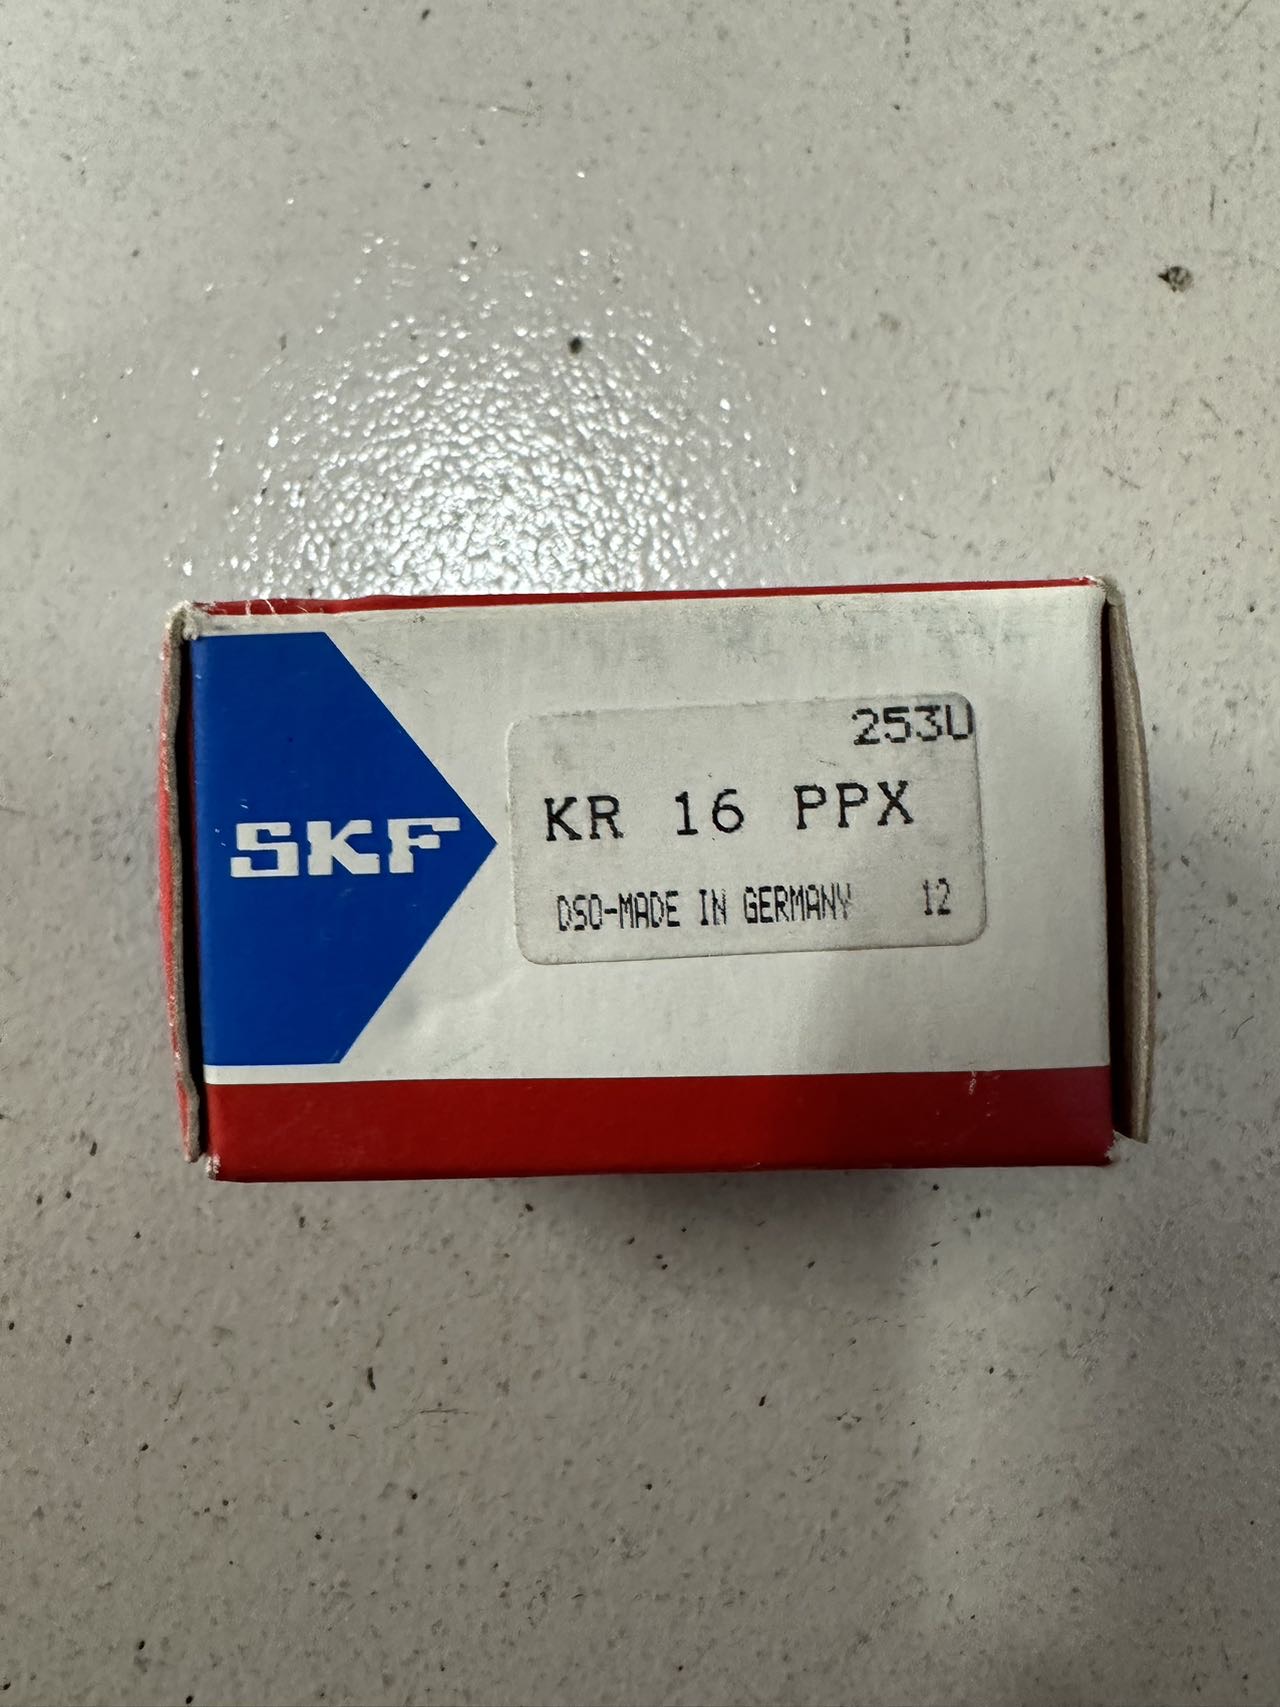 SKF
253U
KR 16 PPX
DSO-MADE IN GERMANY 12